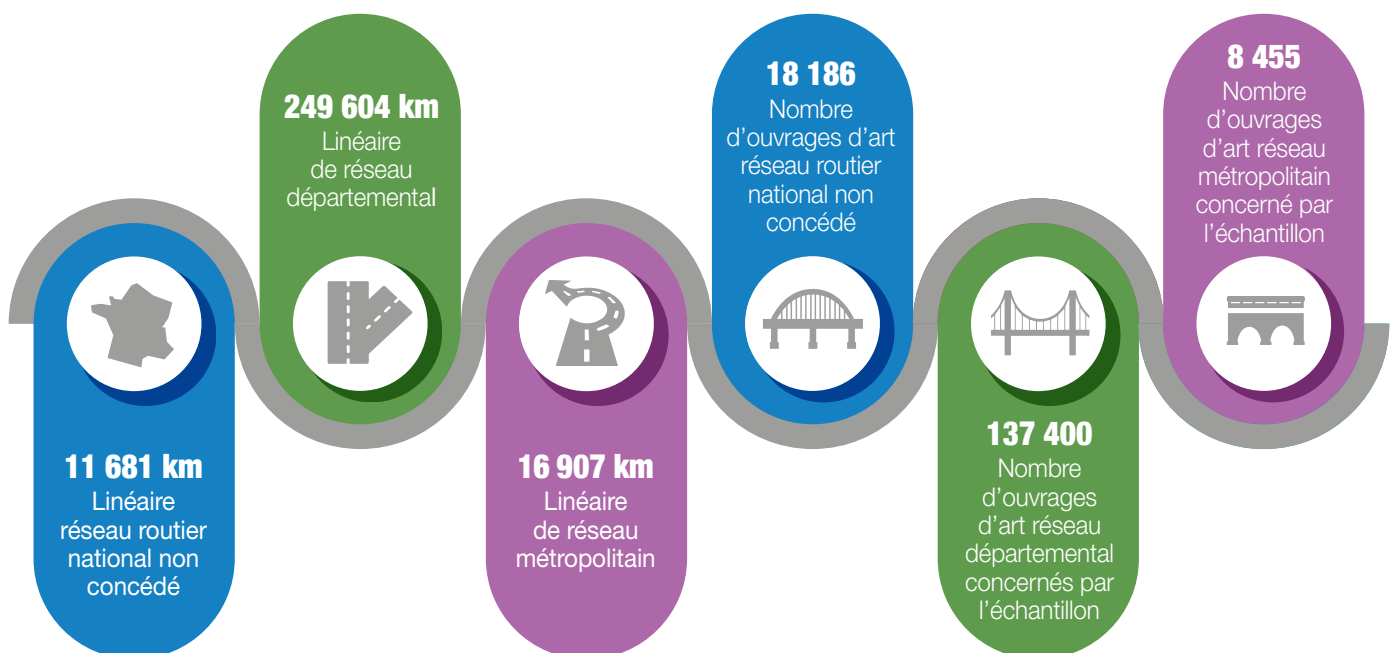 11 681 km
Linéaire
réseau routier
national non
concédé
249 604 km
Linéaire
de réseau
départemental
16 907 km
Linéaire
de réseau
métropolitain
18 186
Nombre
d’ouvrages d’art
réseau routier
national non
concédé
137 400
Nombre
d’ouvrages
d’art réseau
départemental
concernés par
l’échantillon
8 455
Nombre
d’ouvrages
d’art réseau
métropolitain
concerné par
l’échantillon